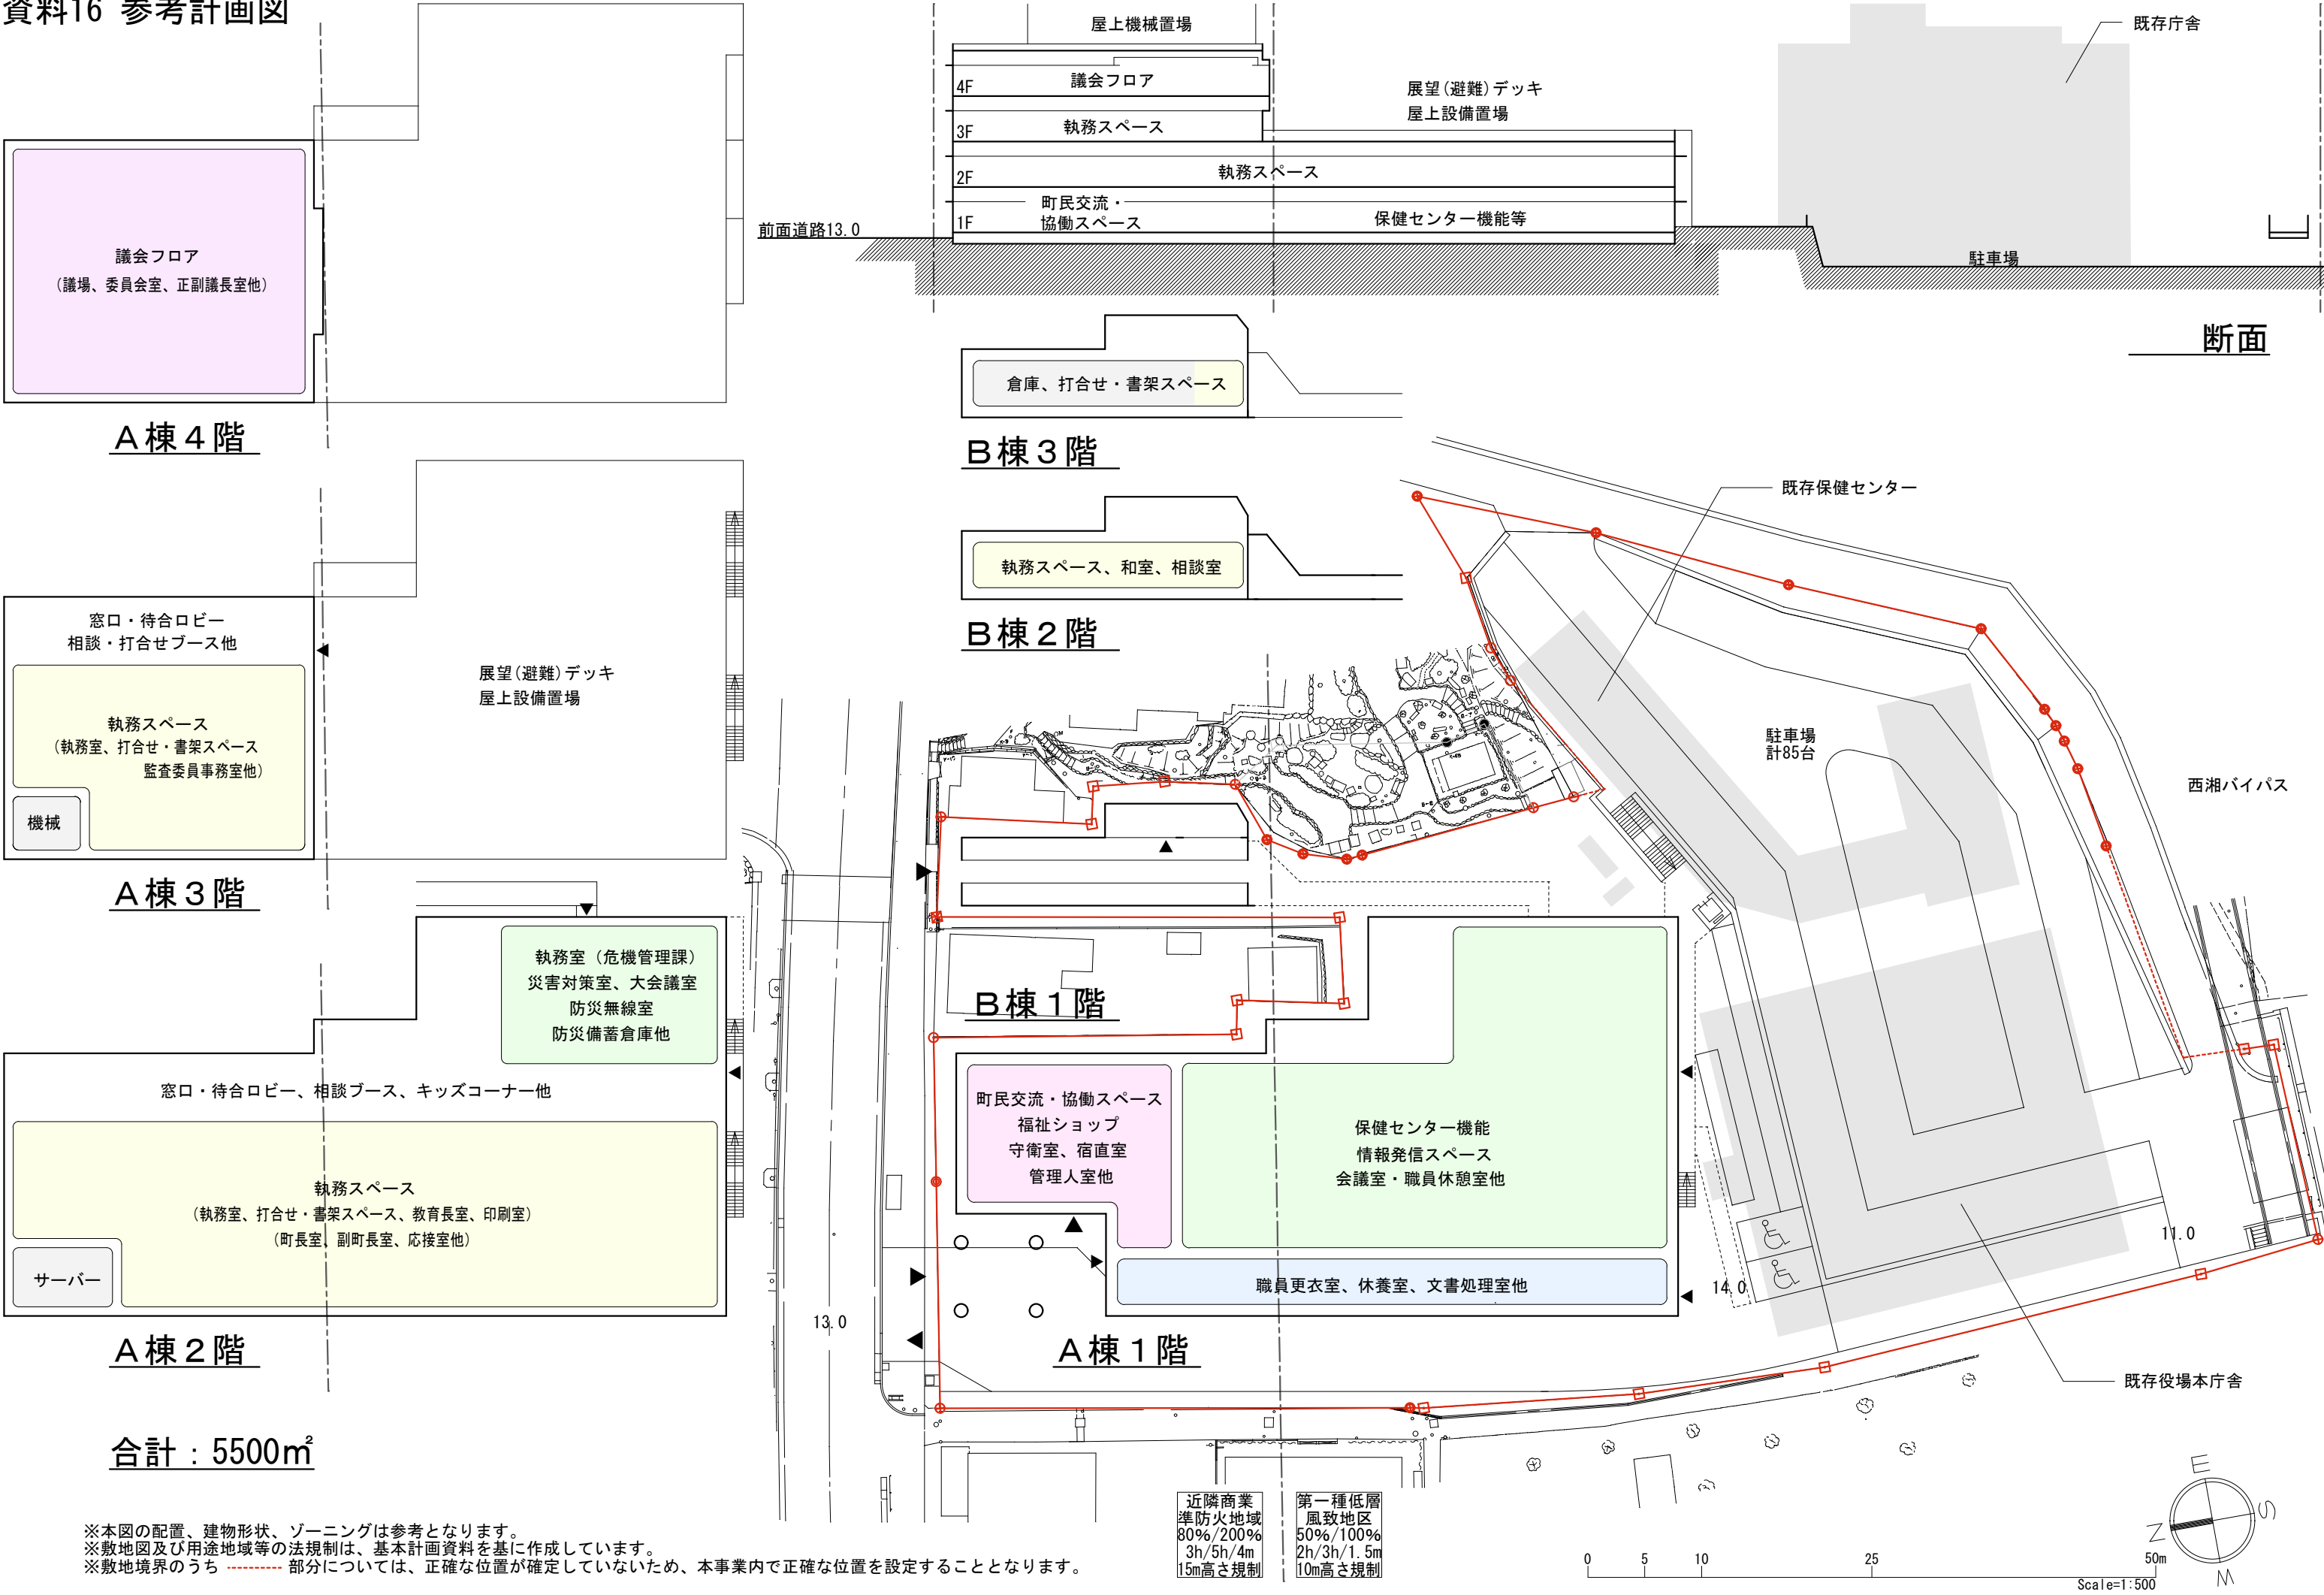 資料16 参考計画図
屋上機械置場
4F
議会フロア
3F
執務スペース
2F
執務スペース
1F
町民交流・
協働スペース
保健センター機能等
展望(避難)デッキ
屋上設備置場
既存庁舎
前面道路13.0
駐車場
断面
議会フロア
(議場、委員会室、正副議長室他)
A棟4階
倉庫、打合せ・書架スペース
B棟3階
執務スペース、和室、相談室
B棟2階
窓口・待合ロビー
相談・打合せブース他
執務スペース
(執務室、打合せ・書架スペース
監査委員事務室他)
機械
展望(避難)デッキ
屋上設備置場
A棟3階
既存保健センター
駐車場
計85台
西湘バイパス
執務室（危機管理課）
災害対策室、大会議室
防災無線室
防災備蓄倉庫他
窓口・待合ロビー、相談ブース、キッズコーナー他
執務スペース
(執務室、打合せ・書架スペース、教育長室、印刷室)
(町長室、副町長室、応接室他)
サーバー
A棟2階
B棟1階
町民交流・協働スペース
福祉ショップ
守衛室、宿直室
管理人室他
保健センター機能
情報発信スペース
会議室・職員休憩室他
職員更衣室、休養室、文書処理室他
A棟1階
13.0
14.0
11.0
既存役場本庁舎
合計：5500㎡
近隣商業
準防火地域
80%/200%
3h/5h/4m
15m高さ規制
第一種低層
風致地区
50%/100%
2h/3h/1.5m
10m高さ規制
※本図の配置、建物形状、ゾーニングは参考となります。
※敷地図及び用途地域等の法規制は、基本計画資料を基に作成しています。
※敷地境界のうち --------- 部分については、正確な位置が確定していないため、本事業内で正確な位置を設定することとなります。
0 5 10 25 50m
Scale=1:500
E
S
N
W